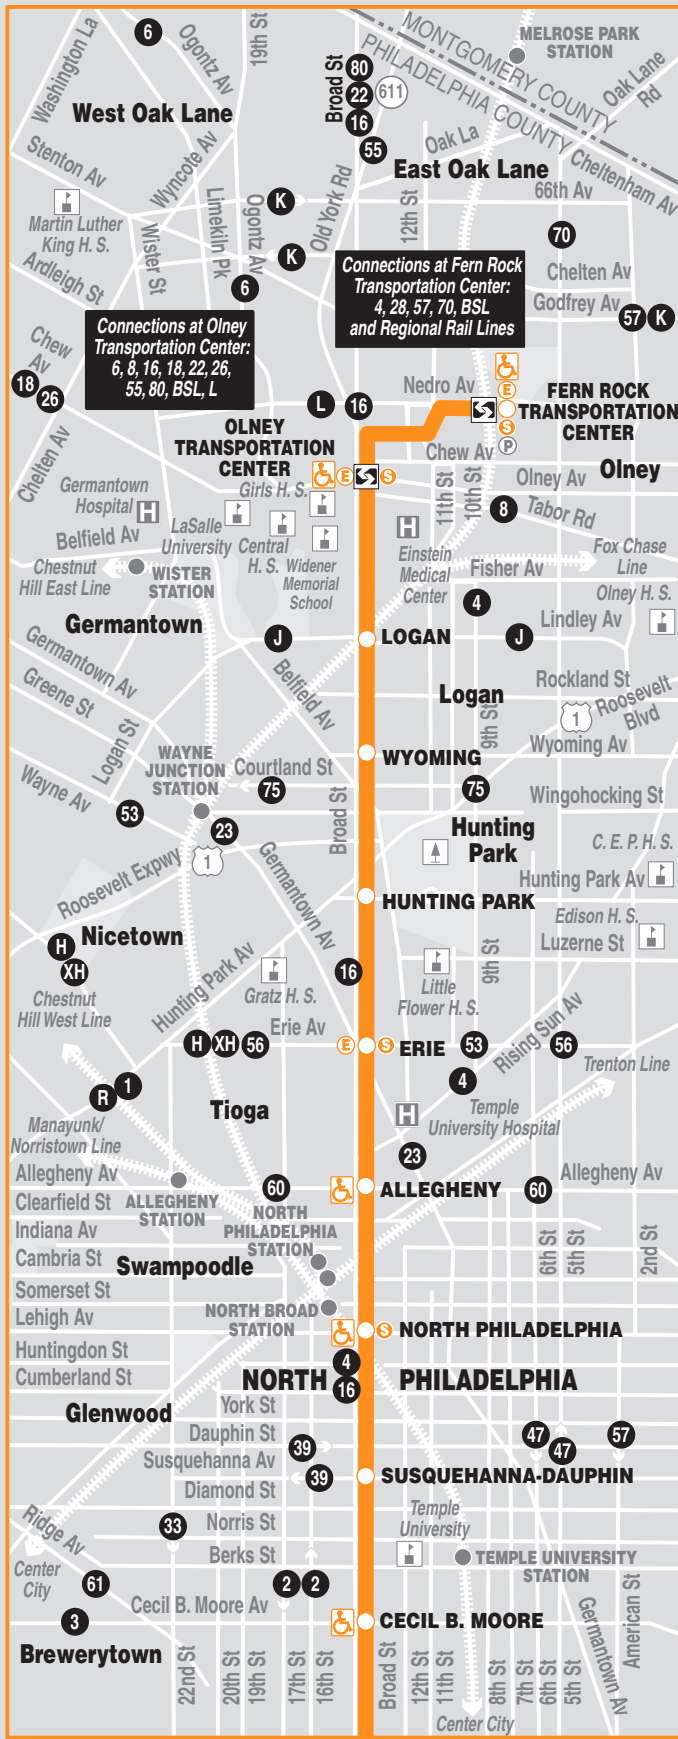 MONTGOMERY COUNTY
PHILADELPHIA COUNTY
MELROSE PARK
STATION
Washington La
6
Ogontz Av
19th St
Broad St
80
22
16
55
611
Oak Lane
Rd
West Oak Lane
Oak La
East Oak Lane
Cheltenham Av
Stenton Av
Wyncote Av
Martin Luther
King H. S.
Wister St
Limekiln Pk
Ogontz Av
K
Old York Rd
12th St
66th Av
70
Ardleigh St
K
6
Chelten Av
Godfrey Av
57
K
Connections at Fern Rock
Transportation Center:
4, 28, 57, 70, BSL
and Regional Rail Lines
Connections at Olney
Transportation Center:
6, 8, 16, 18, 22, 26,
55, 80, BSL, L
Chew
Av
18
26
Chelten Av
L
16
Nedro Av
E
S
P
FERN ROCK
TRANSPORTATION
CENTER
OLNEY
TRANSPORTATION
CENTER
E
S
Chew Av
Olney
Olney Av
11th St
10th St
8
Tabor Rd
Girls H. S.
Germantown
Hospital
H
Belfield Av
LaSalle
University
Central
H. S.
Widener
Memorial
School
H
Einstein
Medical
Center
Chestnut
Hill East Line
WISTER
STATION
Fox Chase
Line
Fisher Av
4
Olney H. S.
Lindley Av
Germantown
J
LOGAN
J
Germantown Av
Greene St
Belfield Av
Logan
Rockland St
Roosevelt
Blvd
1
9th St
Logan St
WAYNE
JUNCTION
STATION
WYOMING
Wyoming Av
Courtland St
75
75
Wayne Av
53
23
Broad St
Wingohocking St
Hunting
Park
C. E. P. H. S.
Roosevelt Expwy
1
Germantown Av
Hunting Park Av
HUNTING PARK
Edison H. S.
Luzerne St
Nicetown
H
XH
Chestnut
Hill West Line
Hunting Park Av
Gratz H. S.
16
Little
Flower H. S.
9th St
Rising Sun Av
Erie Av
H
XH
56
E
S
ERIE
53
56
4
Trenton Line
R
1
Tioga
Manayunk/
Norristown Line
H
Temple
University Hospital
23
Allegheny Av
60
ALLEGHENY
60
Allegheny Av
Clearfield St
ALLEGHENY
STATION
NORTH
PHILADELPHIA
STATION
Indiana Av
Cambria St
Swampoodle
6th St
5th St
2nd St
Somerset St
Lehigh Av
NORTH BROAD
STATION
S
NORTH PHILADELPHIA
Huntingdon St
Cumberland St
4
16
NORTH
PHILADELPHIA
Glenwood
York St
Dauphin St
39
47
47
57
Susquehanna Av
39
SUSQUEHANNA-DAUPHIN
Diamond St
Ridge Av
33
Norris St
Temple
University
Berks St
TEMPLE UNIVERSITY
STATION
Center
City
61
2
2
Cecil B. Moore Av
3
CECIL B. MOORE
Brewerytown
22nd St
20th St
19th St
17th St
16th St
Broad St
12th St
11th St
8th St
7th St
6th St
5th St
Germantown Av
American St
Center City